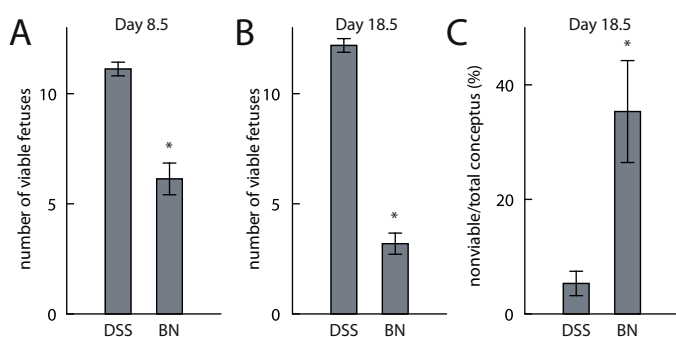 A
Day 8.5
number of viable fetuses
10
5
0
*
DSS
BN
B
Day 18.5
number of viable fetuses
10
5
0
*
DSS
BN
C
Day 18.5
nonviable/total conceptus (%)
40
20
0
*
DSS
BN